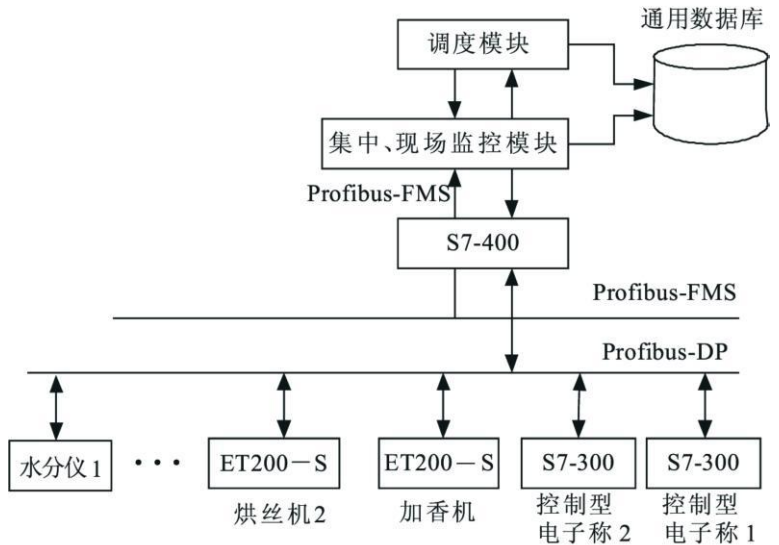 通用数据库
调度模块
集中、现场监控模块
Profibus-FMS
S7-400
Profibus-FMS
Profibus-DP
水分仪1
···
ET200－S
ET200－S
S7-300
S7-300
烘丝机2
加香机
控制型
电子称2
控制型
电子称1